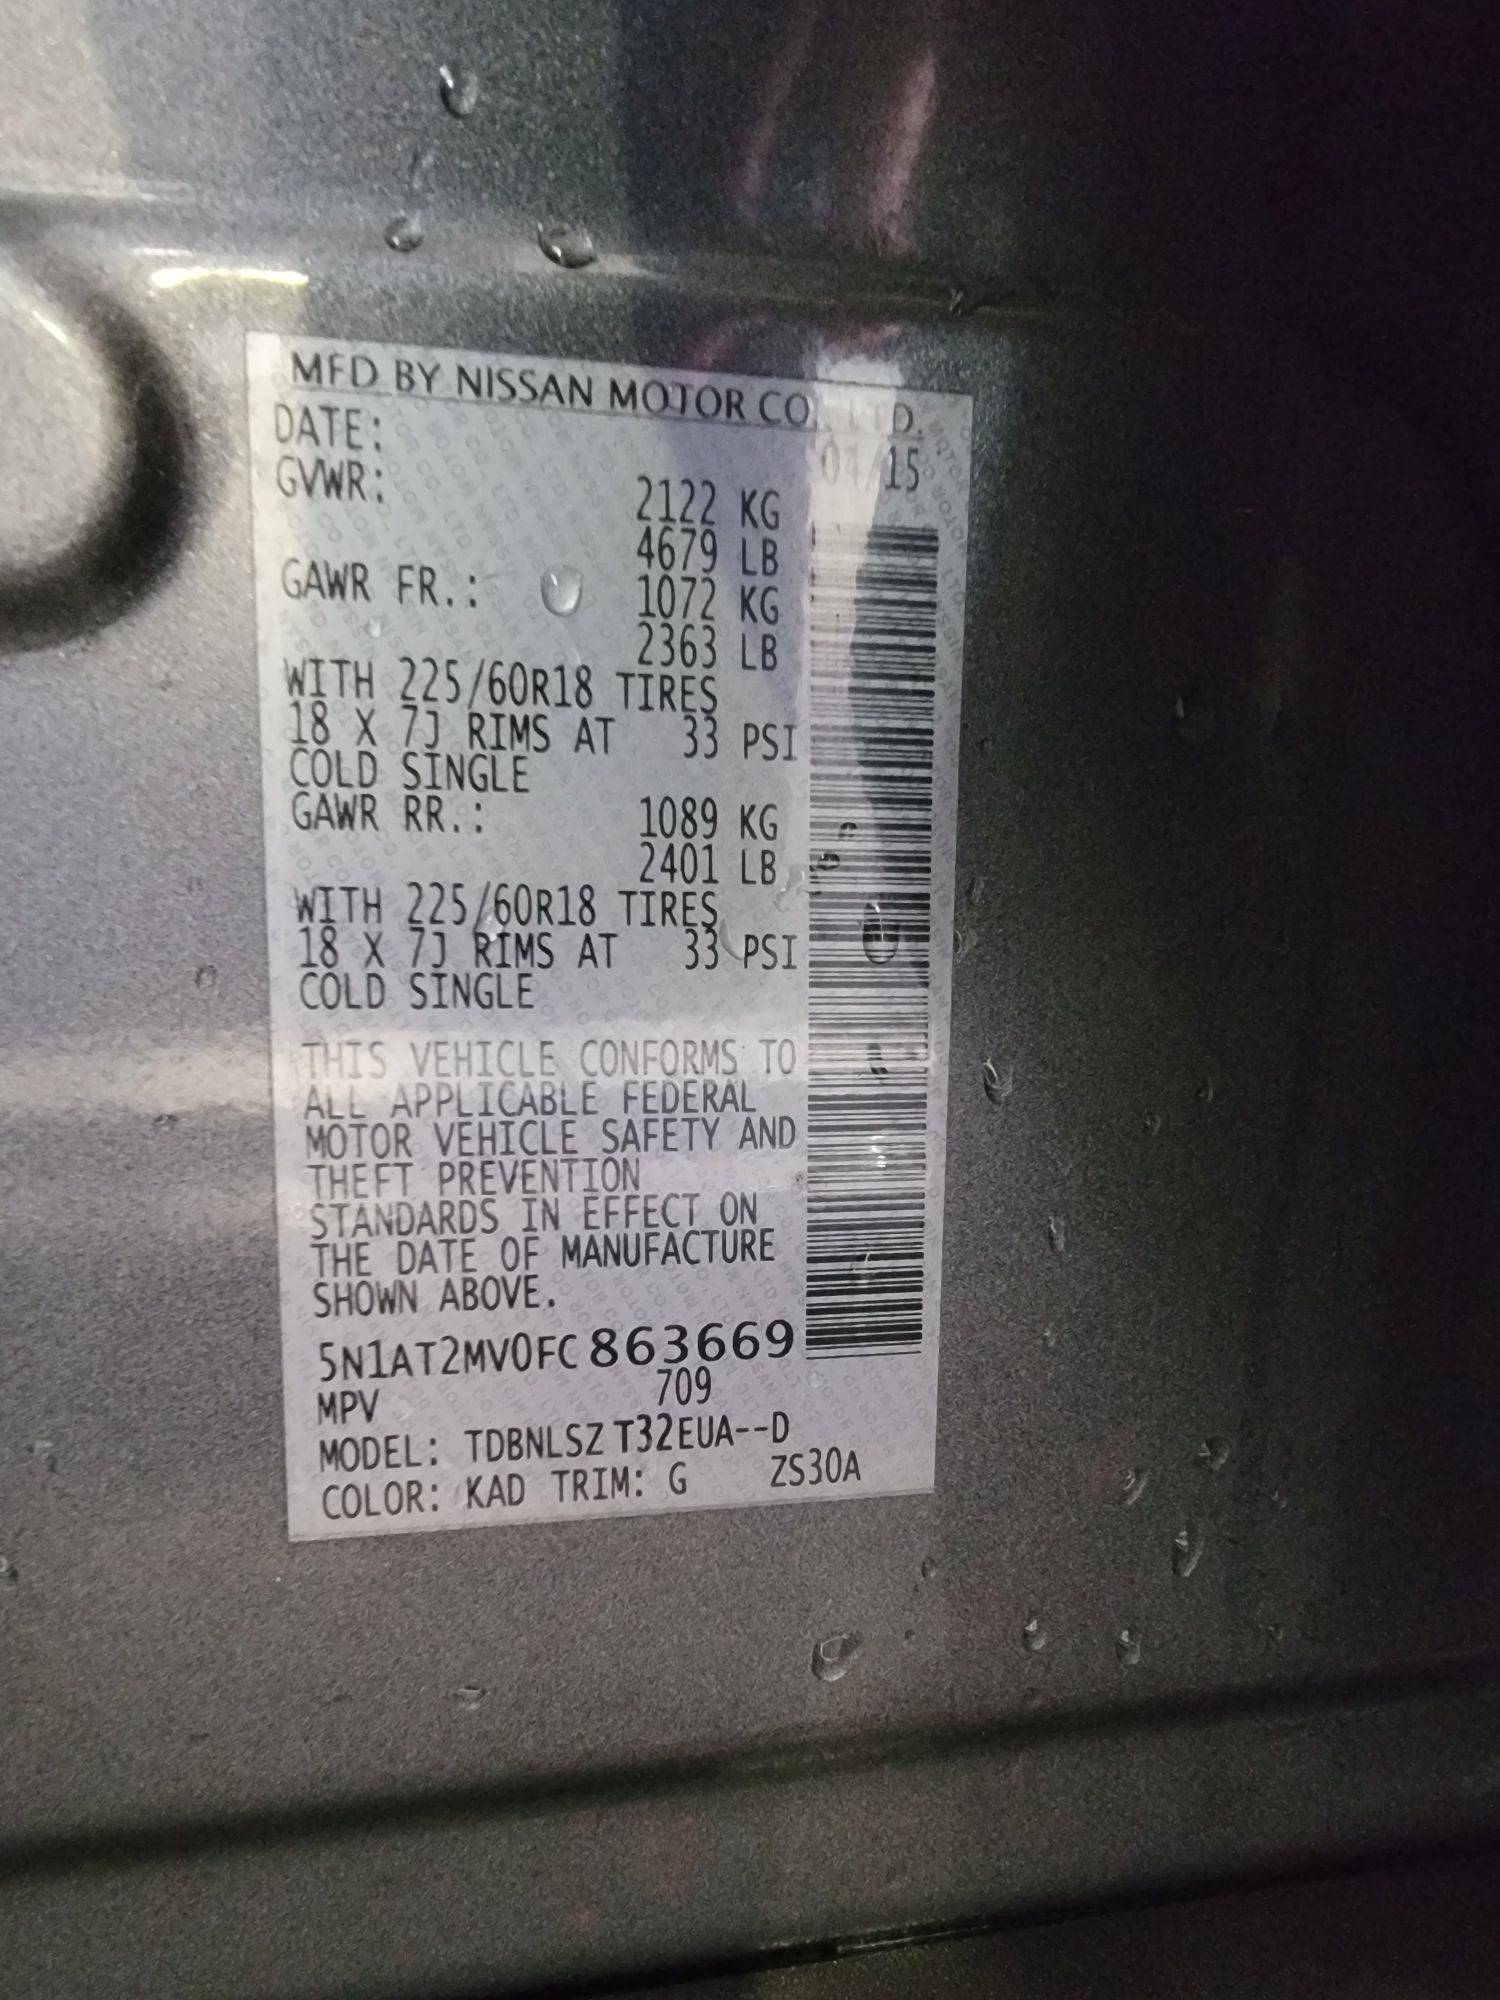 MFD BY NISSAN MOTOR CO., LTD.
DATE: 04/15
GVWR: 2122 KG
4679 LB
GAWR FR.: 1072 KG
2363 LB
WITH 225/60R18 TIRES
18 X 7J RIMS AT 33 PSI
COLD SINGLE
GAWR RR.: 1089 KG
2401 LB
WITH 225/60R18 TIRES
18 X 7J RIMS AT 33 PSI
COLD SINGLE
THIS VEHICLE CONFORMS TO
ALL APPLICABLE FEDERAL
MOTOR VEHICLE SAFETY AND
THEFT PREVENTION
STANDARDS IN EFFECT ON
THE DATE OF MANUFACTURE
SHOWN ABOVE.
5N1AT2MV0FC863669
MPV 709
MODEL: TDBNLSZ T32EUA--D
COLOR: KAD TRIM: G ZS30A